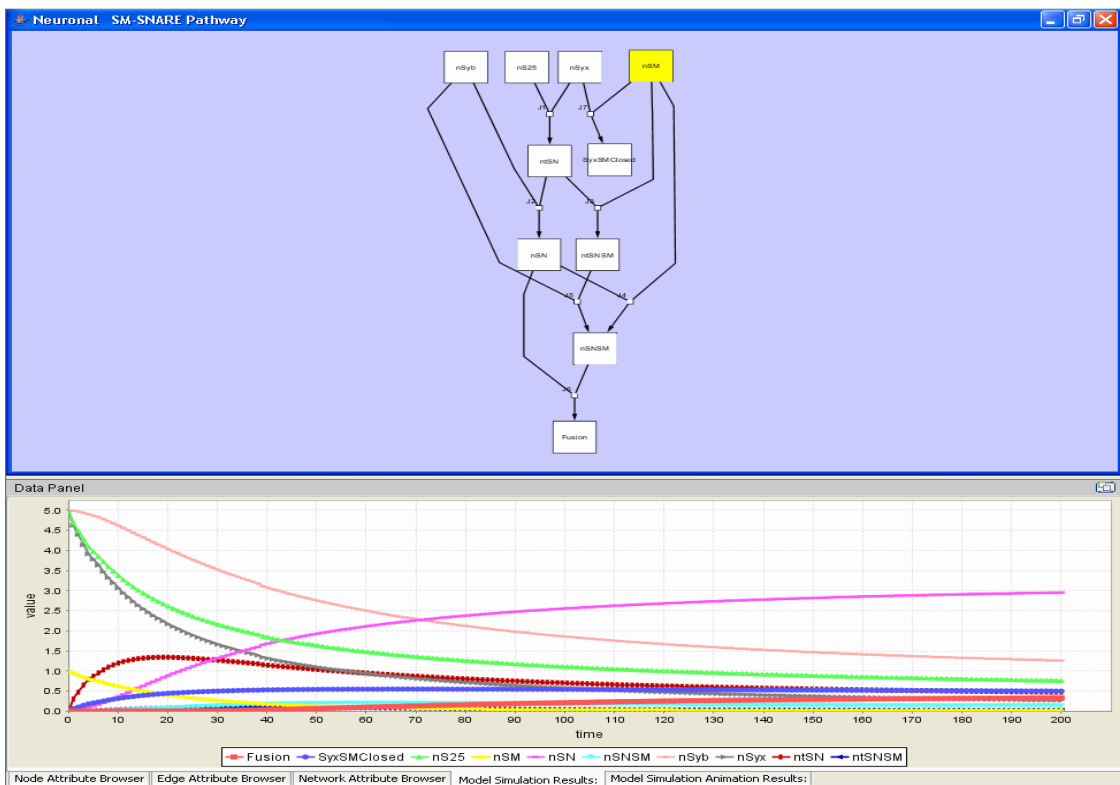 Neuronal SM-SNARE Pathway
nSyb nS25 nSyx nSM
J1 J7
ntSN SyxSMClosed
J2 J3
nSN ntSNSM
J5 J4
nSNSM
Fusion
Data Panel
5.0
4.5
4.0
3.5
3.0
2.5
2.0
1.5
1.0
0.5
0.0
value
0 10 20 30 40 50 60 70 80 90 100 110 120 130 140 150 160 170 180 190 200
time
Fusion SyxSMClosed nS25 nSM nSN nSNSM nSyb nSyx ntSN ntSNSM
Node Attribute Browser Edge Attribute Browser Network Attribute Browser Model Simulation Results: Model Simulation Animation Results: